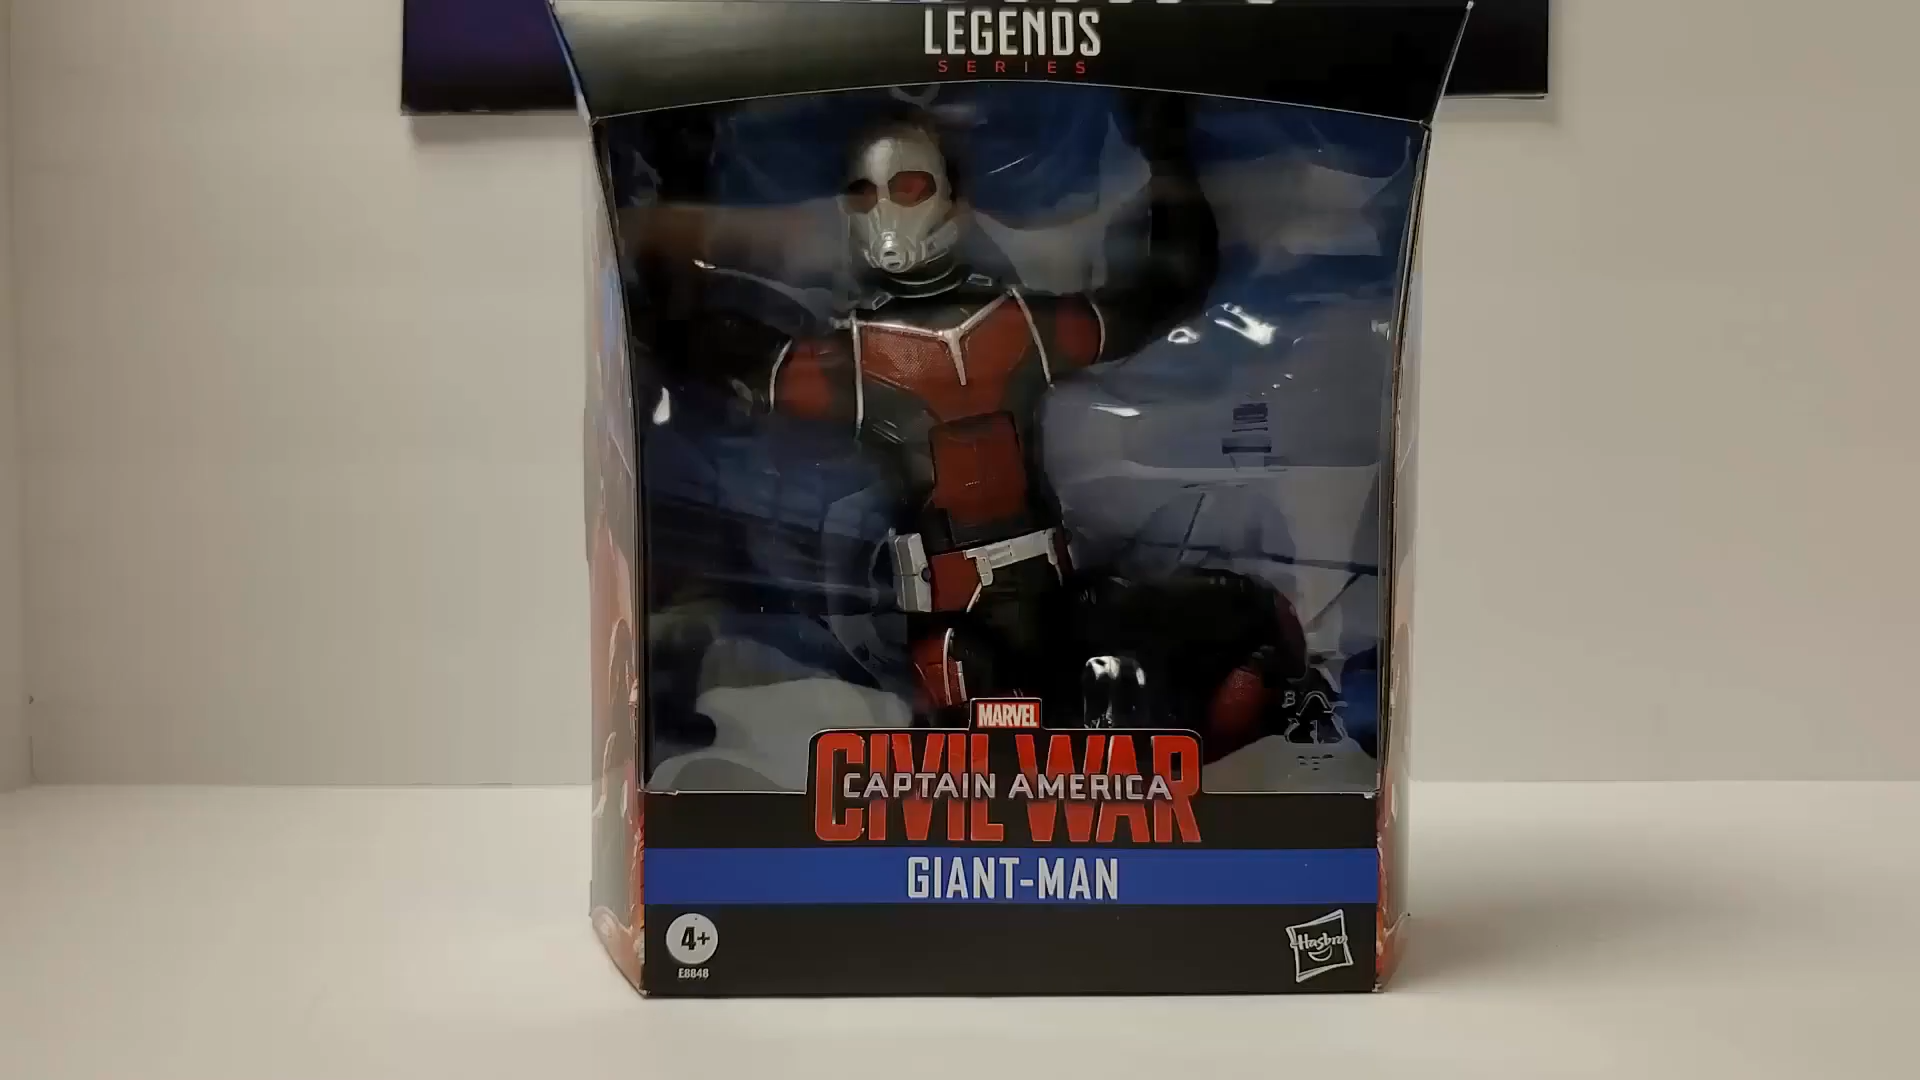 LEGENDS
SERIES
MARVEL
CIVIL WAR
CAPTAIN AMERICA
GIANT-MAN
4+
E8848
Hasbro